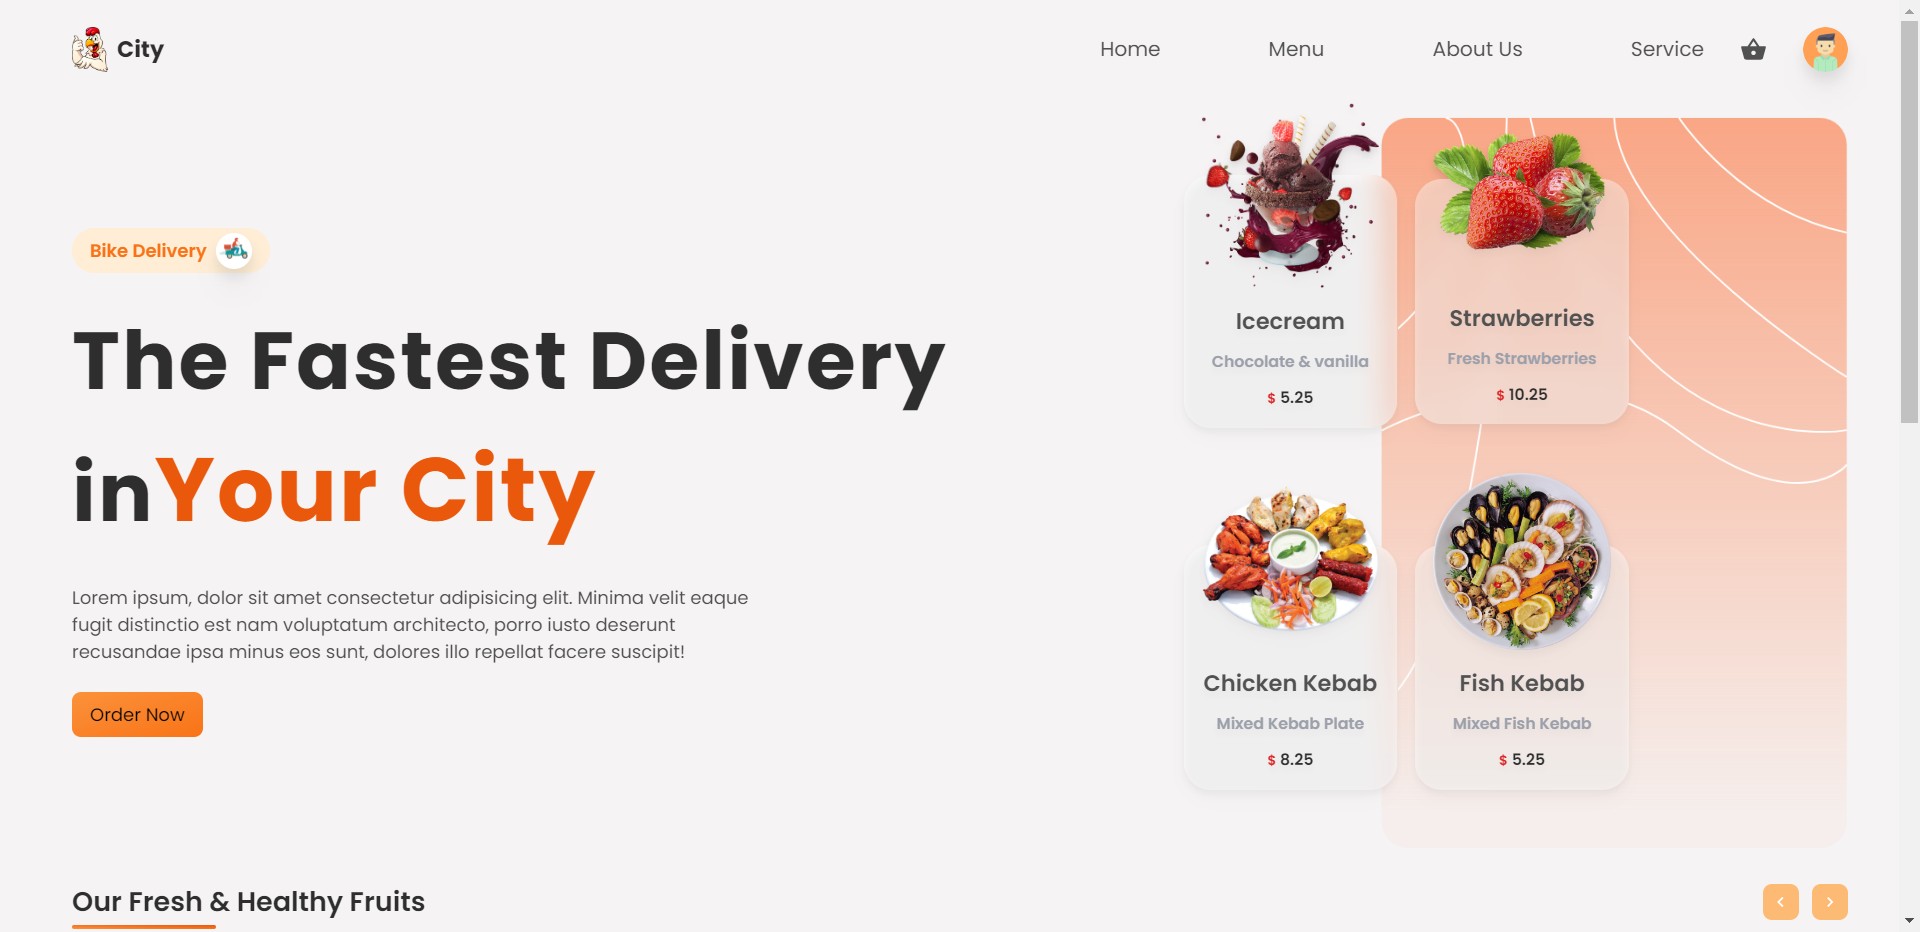 City
Home
Menu
About Us
Service
Bike Delivery
The Fastest Delivery
inYour City
Lorem ipsum, dolor sit amet consectetur adipisicing elit. Minima velit eaque
fugit distinctio est nam voluptatum architecto, porro iusto deserunt
recusandae ipsa minus eos sunt, dolores illo repellat facere suscipit!
Order Now
Icecream
Chocolate & vanilla
$ 5.25
Strawberries
Fresh Strawberries
$ 10.25
Chicken Kebab
Mixed Kebab Plate
$ 8.25
Fish Kebab
Mixed Fish Kebab
$ 5.25
Our Fresh & Healthy Fruits